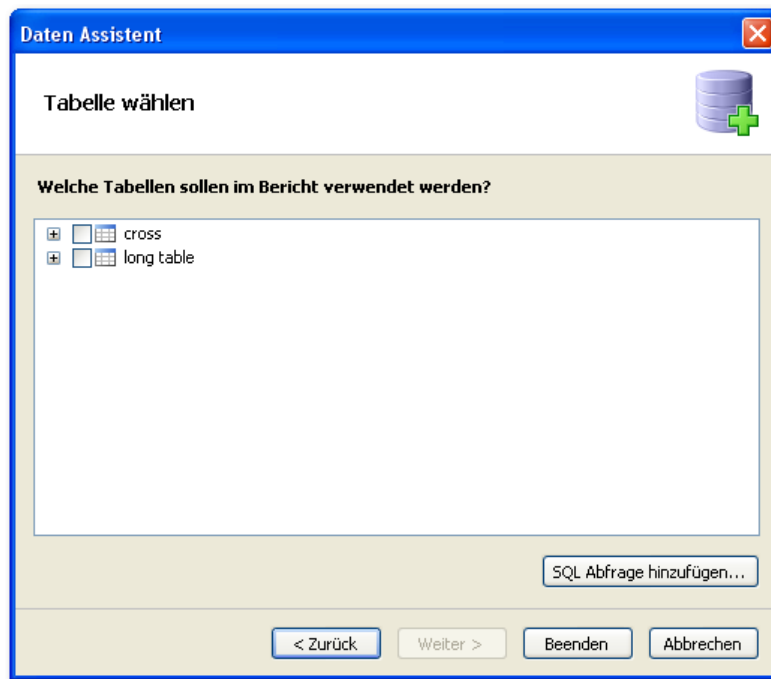 Daten Assistent
Tabelle wählen
Welche Tabellen sollen im Bericht verwendet werden?
cross
long table
SQL Abfrage hinzufügen...
< Zurück Weiter > Beenden Abbrechen